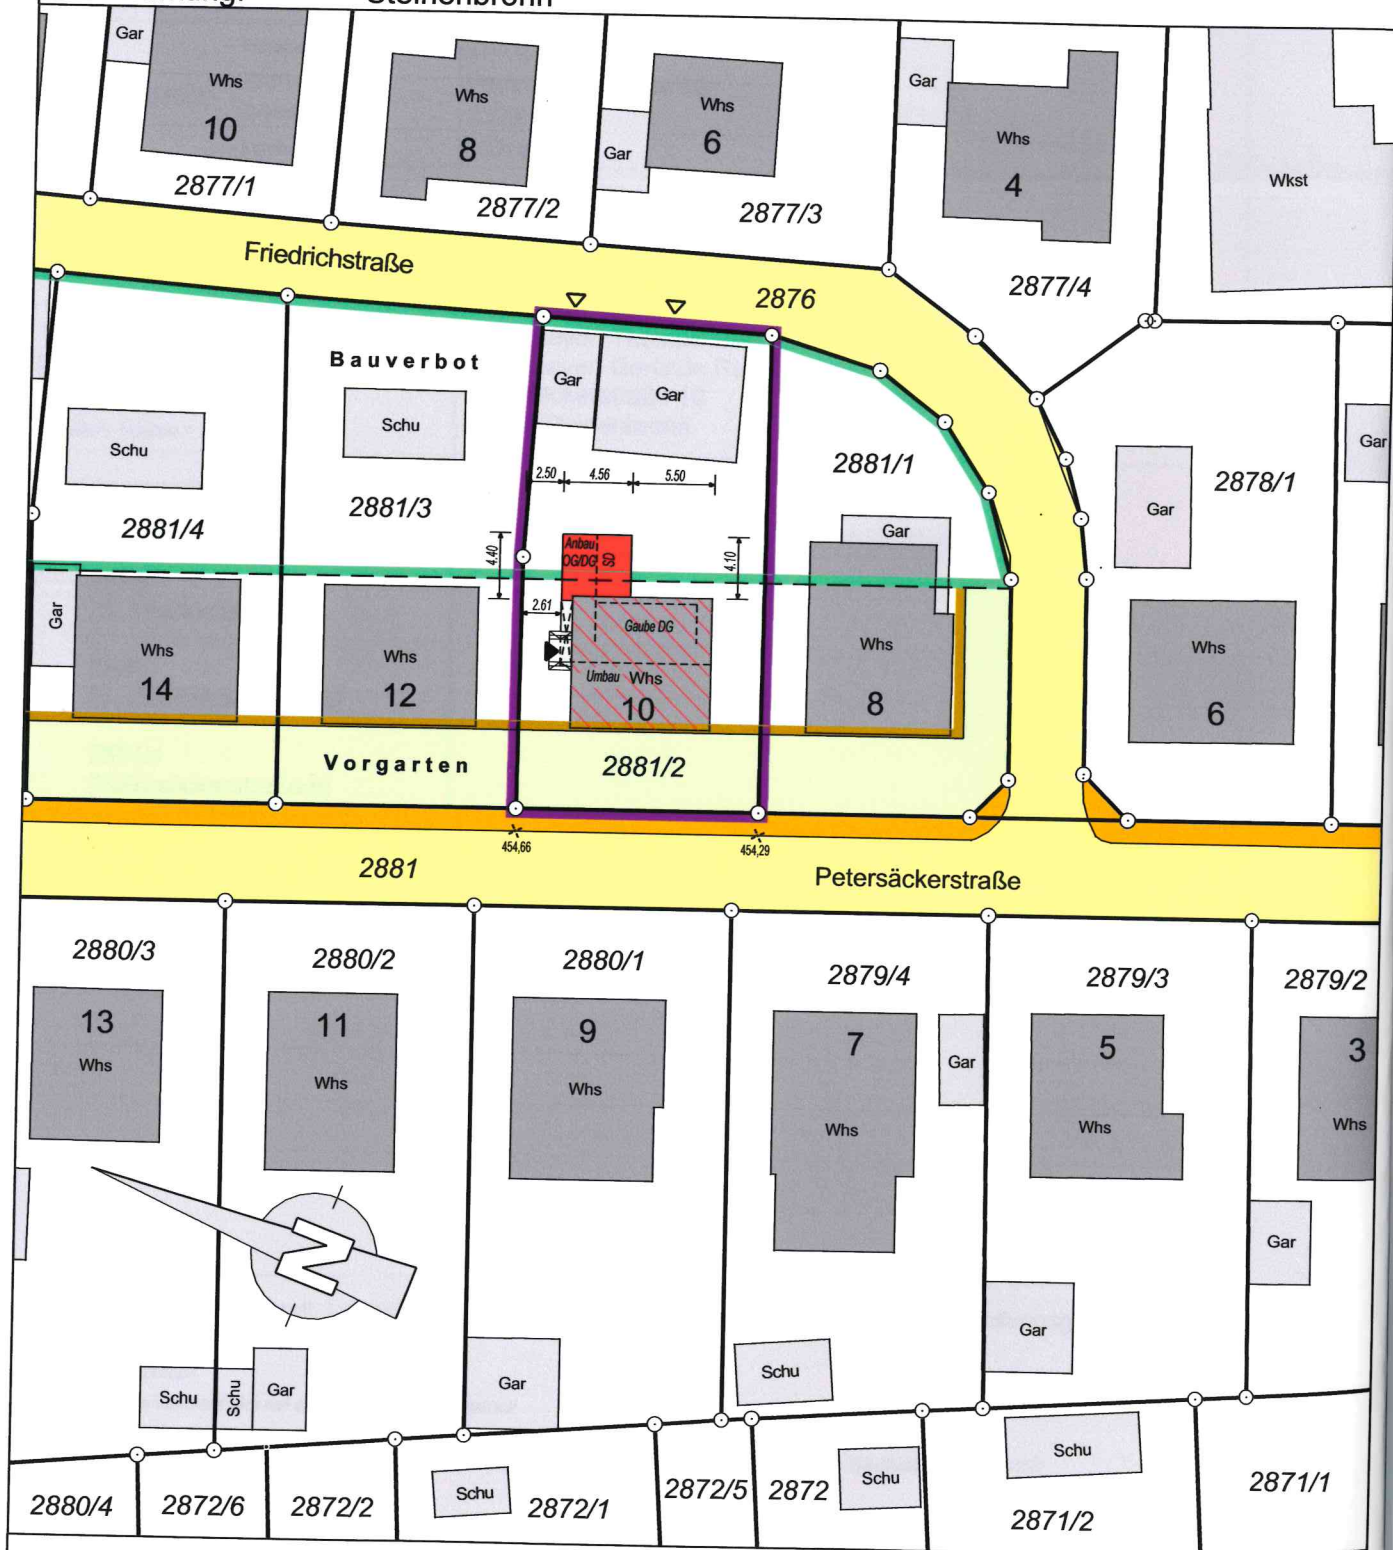 Steinenbronn
Gar
Whs
10
2877/1
Whs
8
2877/2
Gar
Whs
6
2877/3
Gar
Whs
4
2877/4
Wkst
Friedrichstraße
2876
Bauverbot
Schu
2881/4
Schu
2881/3
Gar
Gar
2.50
4.56
5.50
2881/1
Gar
2878/1
Gar
Gar
4.40
Anbau
OG/DG
SD
4.10
2.61
Gaube DG
Umbau
Whs
10
Gar
Whs
14
Whs
12
Whs
8
Whs
6
Vorgarten
2881/2
454,66
454,29
2881
Petersäckerstraße
2880/3
2880/2
2880/1
2879/4
2879/3
2879/2
13
Whs
11
Whs
9
Whs
7
Whs
Gar
5
Whs
3
Whs
N
Gar
Gar
Schu
Schu
Gar
Gar
Schu
2880/4
2872/6
2872/2
Schu
2872/1
2872/5
2872
Schu
Schu
2871/2
2871/1